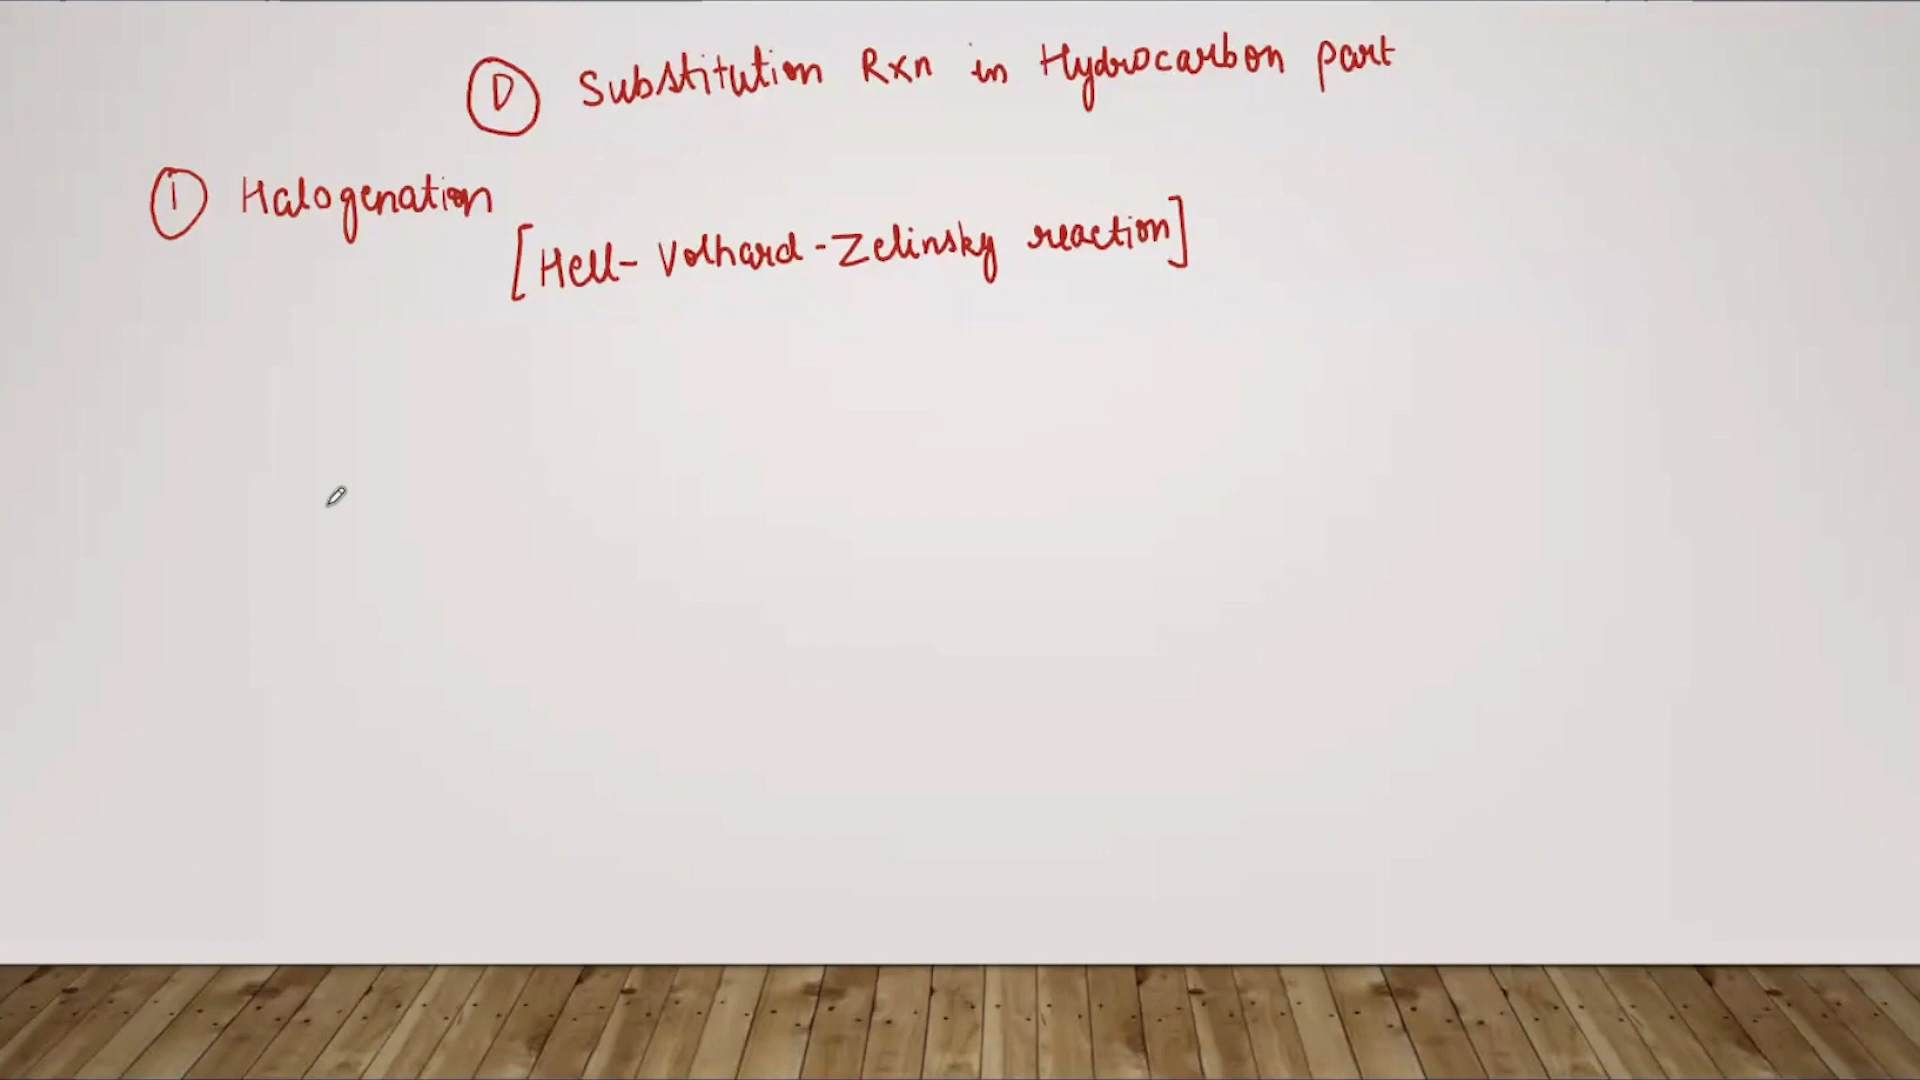 D Substitution Rxn in Hydrocarbon part
1 Halogenation
[Hell-Volhard-Zelinsky reaction]